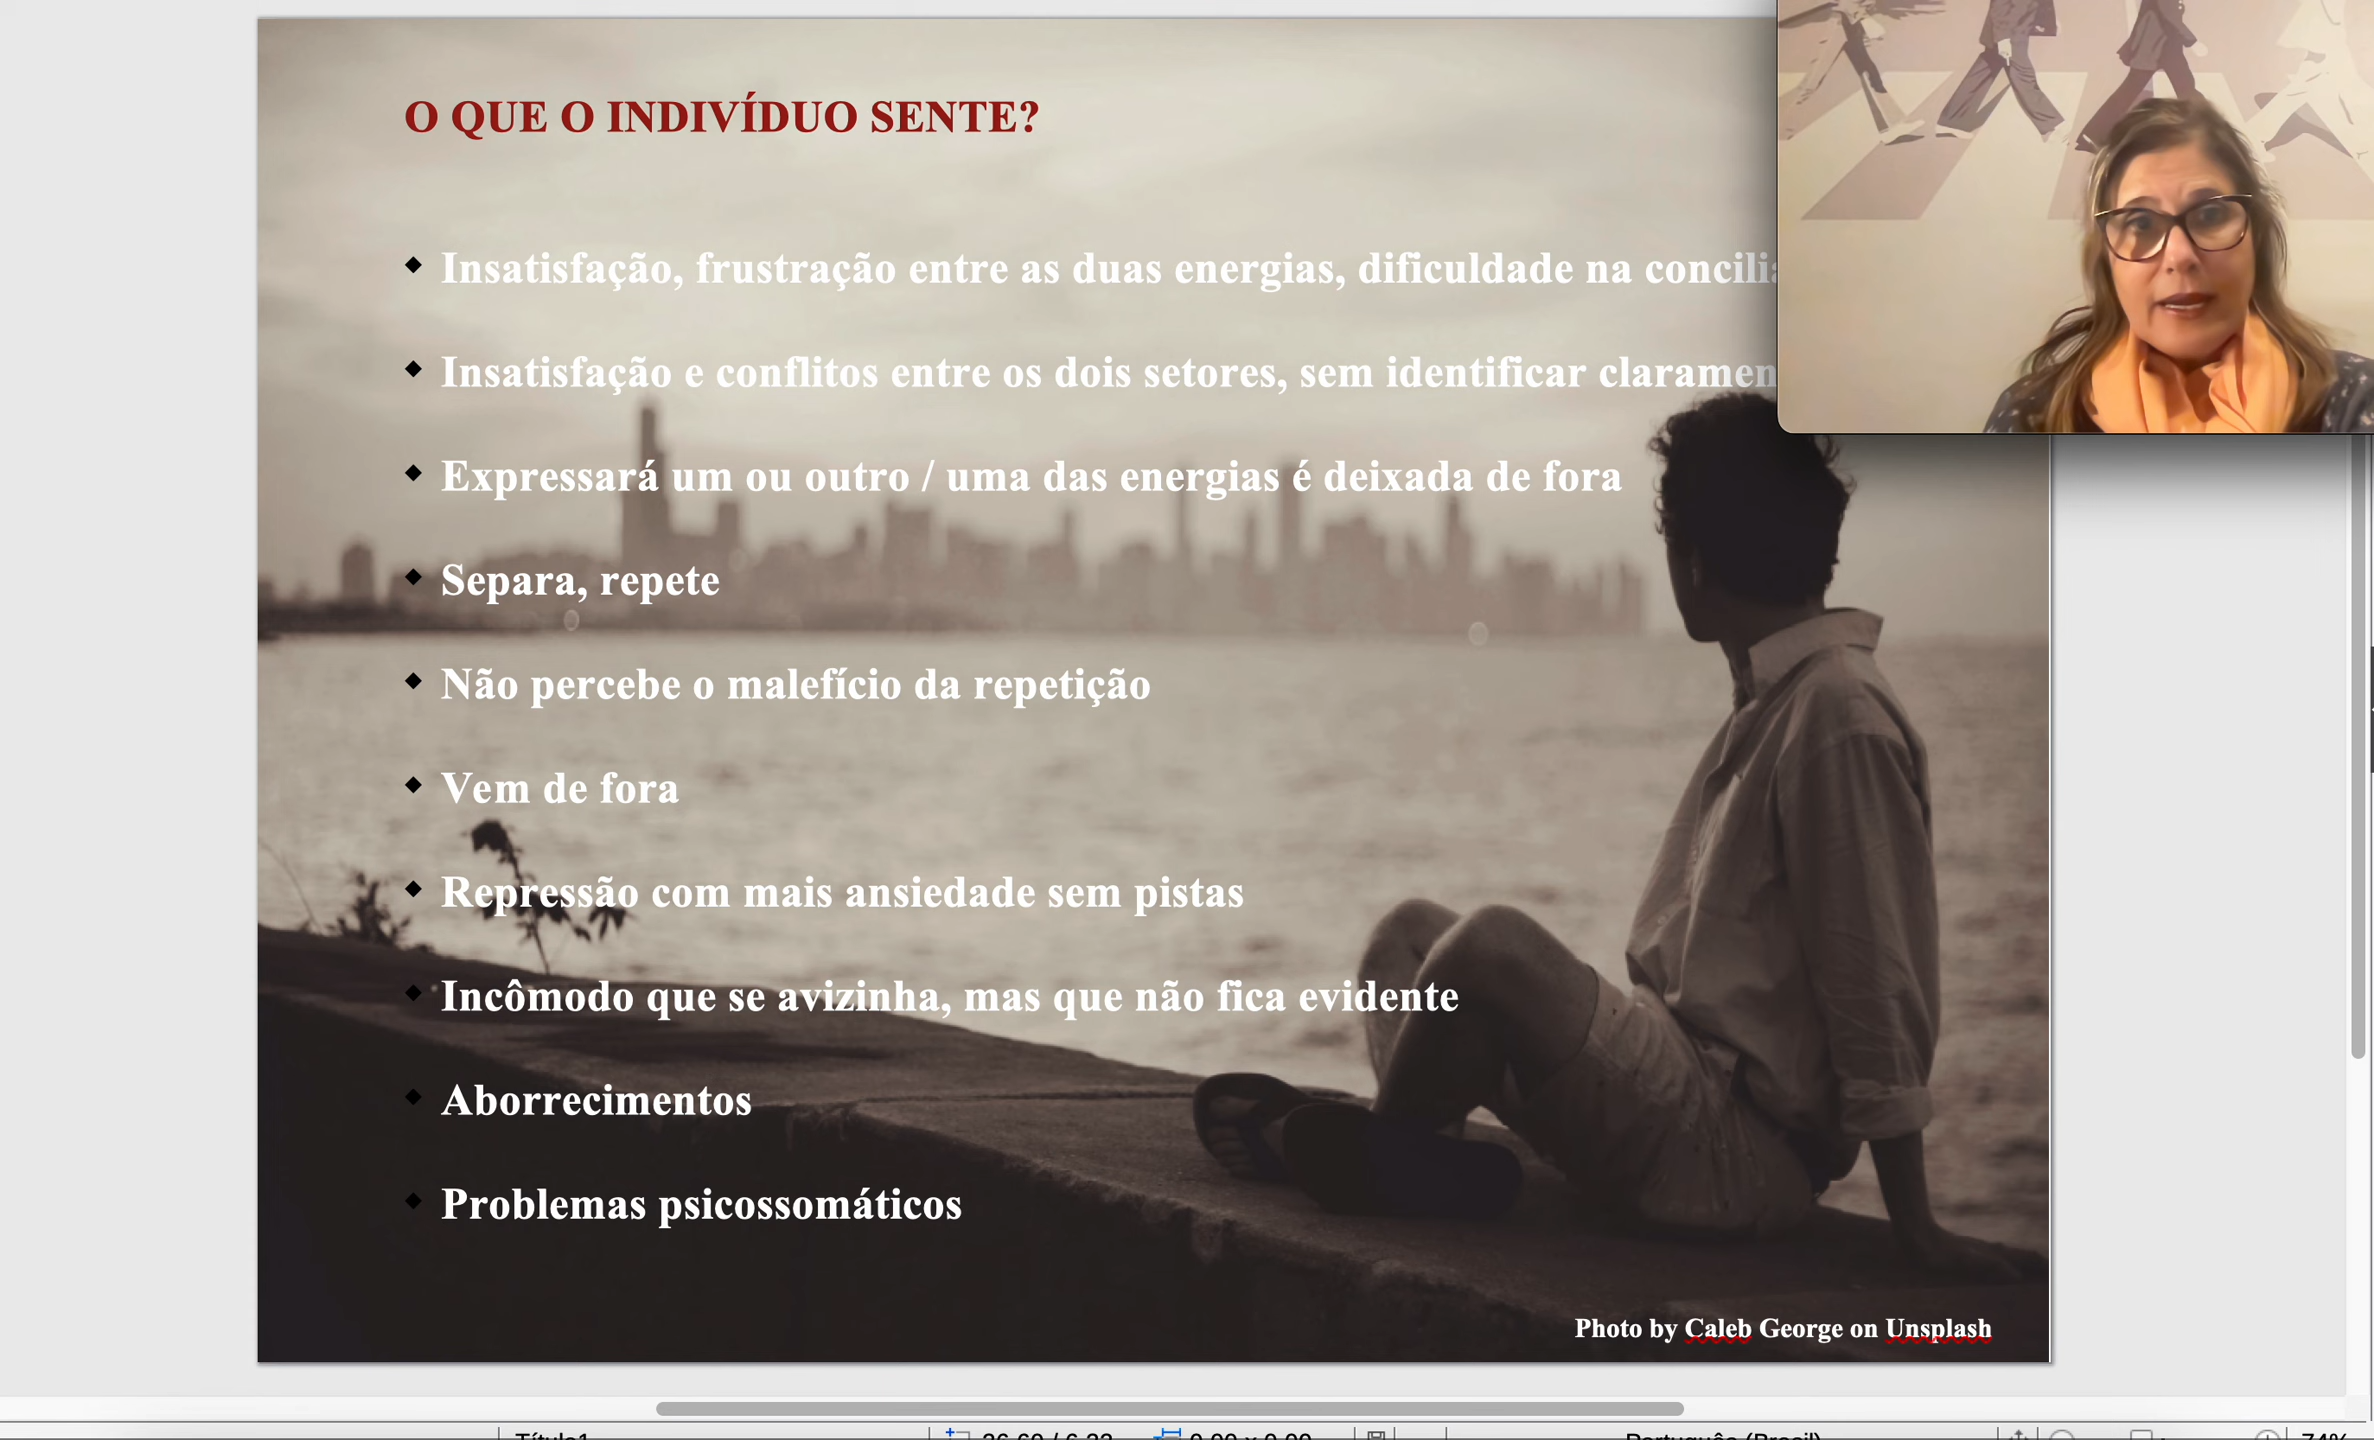 O QUE O INDIVÍDUO SENTE?
Insatisfação, frustração entre as duas energias, dificuldade na
Insatisfação e conflitos entre os dois setores, sem identificar
Expressará um ou outro / uma das energias é deixada de fora
Separa, repete
Não percebe o malefício da repetição
Vem de fora
Repressão com mais ansiedade sem pistas
Incômodo que se avizinha, mas que não fica evidente
Aborrecimentos
Problemas psicossomáticos
Photo by Caleb George on Unsplash